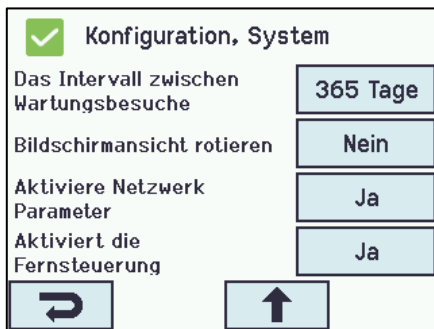 Konfiguration, System
Das Intervall zwischen
Wartungsbesuche
365 Tage
Bildschirmansicht rotieren
Nein
Aktiviere Netzwerk
Parameter
Ja
Aktiviert die
Fernsteuerung
Ja